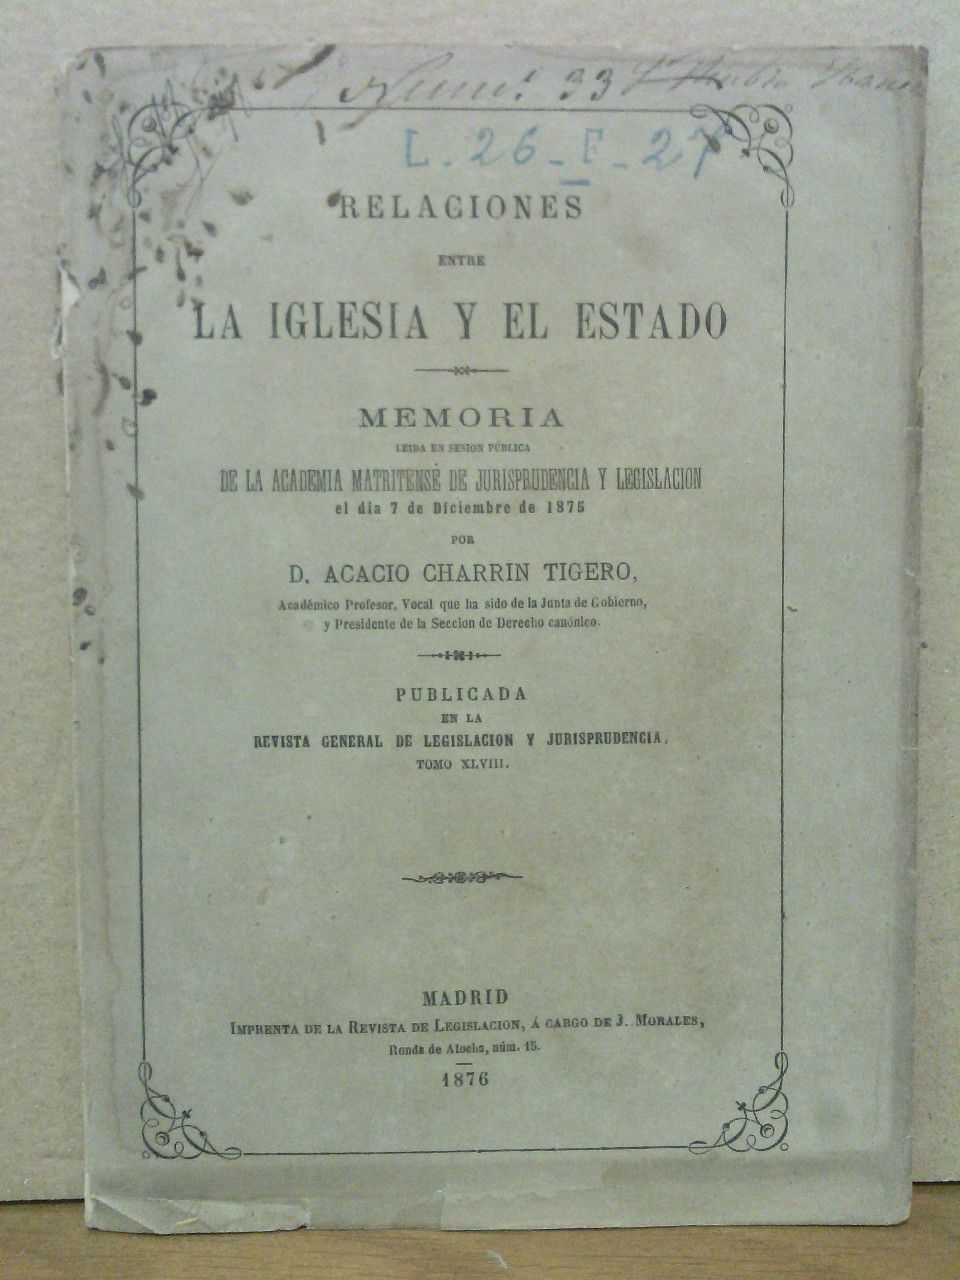 Num. 33
L-26-F-27
RELACIONES
ENTRE
LA IGLESIA Y EL ESTADO
MEMORIA
LEIDA EN SESION PÚBLICA
DE LA ACADEMIA MATRITENSE DE JURISPRUDENCIA Y LEGISLACION
el dia 7 de Diciembre de 1875
POR
D. ACACIO CHARRIN TIGERO,
Académico Profesor, Vocal que ha sido de la Junta de Gobierno,
y Presidente de la Seccion de Derecho canónico.
PUBLICADA
EN LA
REVISTA GENERAL DE LEGISLACION Y JURISPRUDENCIA,
TOMO XLVIII.
MADRID
IMPRENTA DE LA REVISTA DE LEGISLACION, Á CARGO DE J. MORALES,
Ronda de Atocha, núm. 15.
1876